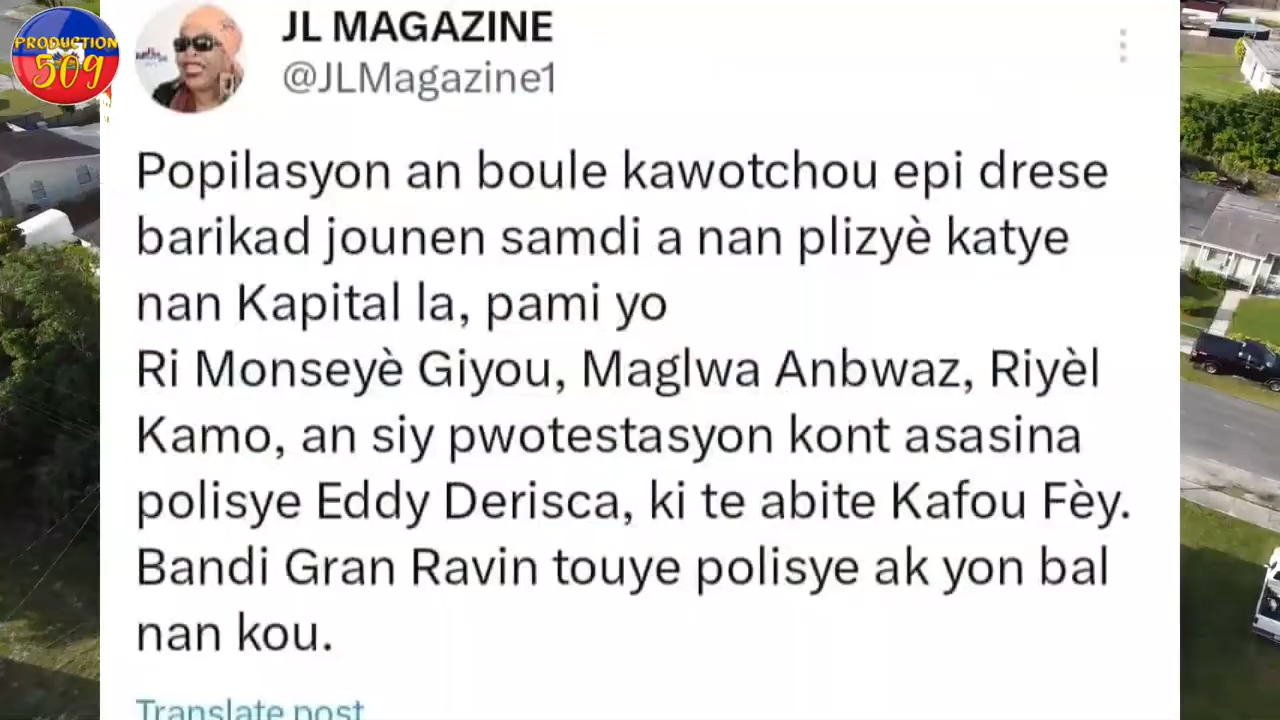 PRODUCTION
509
JL MAGAZINE
@JLMagazine1
Popilasyon an boule kawotchou epi drese
barikad jounen samdi a nan plizyè katye
nan Kapital la, pami yo
Ri Monseyè Giyou, Maglwa Anbwaz, Riyèl
Kamo, an siy pwotestasyon kont asasina
polisye Eddy Derisca, ki te abite Kafou Fèy.
Bandi Gran Ravin touye polisye ak yon bal
nan kou.
Translate post